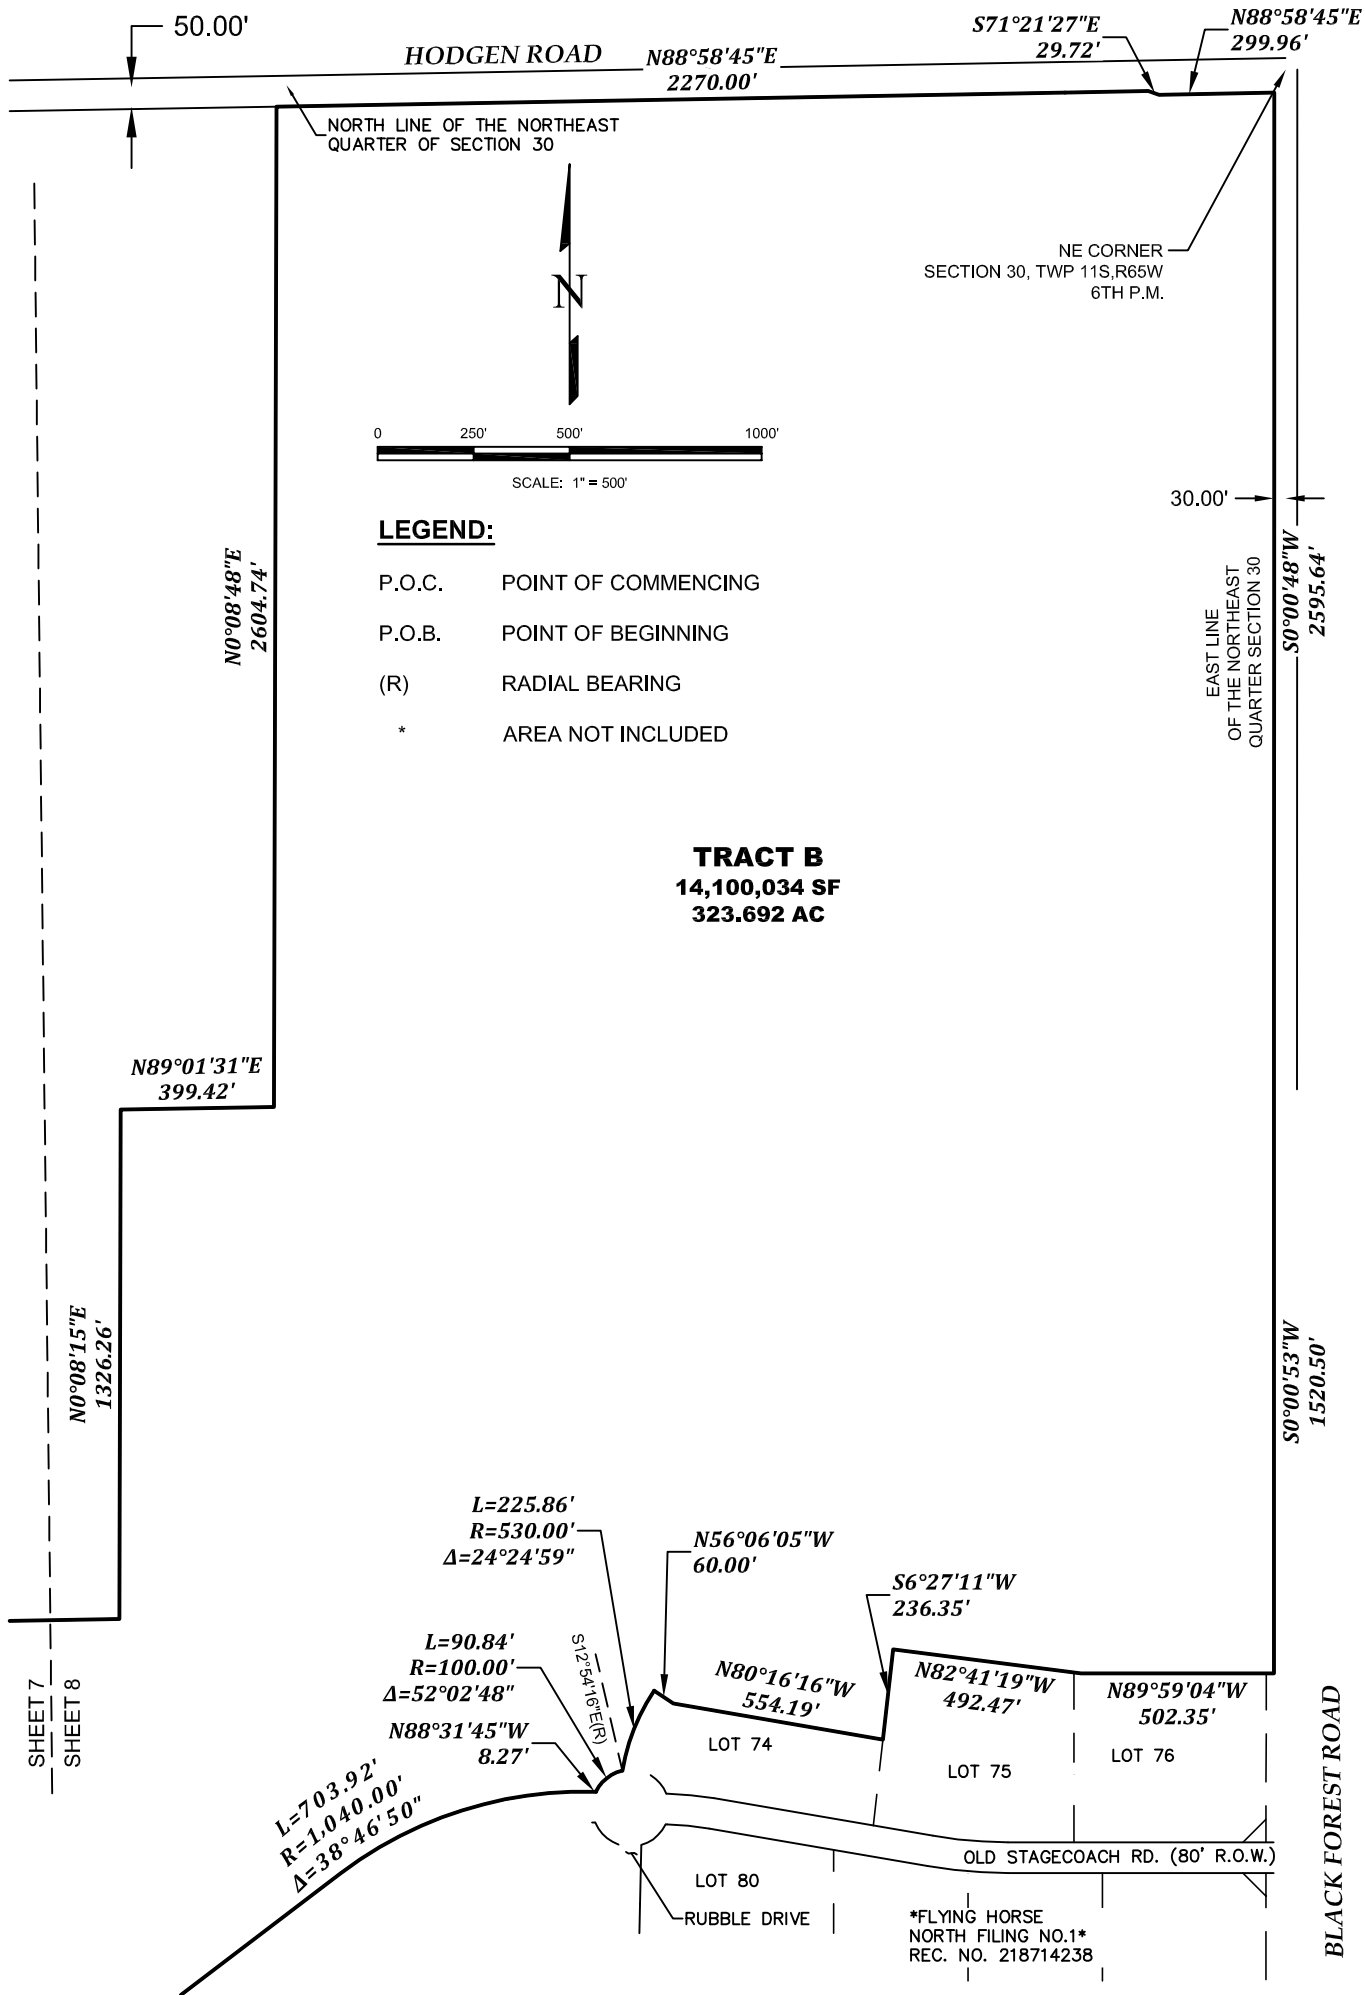 50.00'
HODGEN ROAD
N88°58'45"E
2270.00'
S71°21'27"E
29.72'
N88°58'45"E
299.96'
NORTH LINE OF THE NORTHEAST
QUARTER OF SECTION 30
N
NE CORNER
SECTION 30, TWP 11S,R65W
6TH P.M.
0 250' 500' 1000'
SCALE: 1" = 500'
LEGEND:
P.O.C. POINT OF COMMENCING
P.O.B. POINT OF BEGINNING
(R) RADIAL BEARING
* AREA NOT INCLUDED
30.00'
S0°00'48"W
2595.64'
EAST LINE
OF THE NORTHEAST
QUARTER SECTION 30
N0°08'48"E
2604.74'
TRACT B
14,100,034 SF
323.692 AC
N89°01'31"E
399.42'
N0°08'15"E
1326.26'
S0°00'53"W
1520.50'
L=225.86'
R=530.00'
Δ=24°24'59"
N56°06'05"W
60.00'
S6°27'11"W
236.35'
L=90.84'
R=100.00'
Δ=52°02'48"
S12°54'16"E(R)
N88°31'45"W
8.27'
N80°16'16"W
554.19'
N82°41'19"W
492.47'
N89°59'04"W
502.35'
SHEET 7
SHEET 8
LOT 74
LOT 75
LOT 76
L=703.92'
R=1,040.00'
Δ=38°46'50"
OLD STAGECOACH RD. (80' R.O.W.)
LOT 80
RUBBLE DRIVE
*FLYING HORSE
NORTH FILING NO.1*
REC. NO. 218714238
BLACK FOREST ROAD